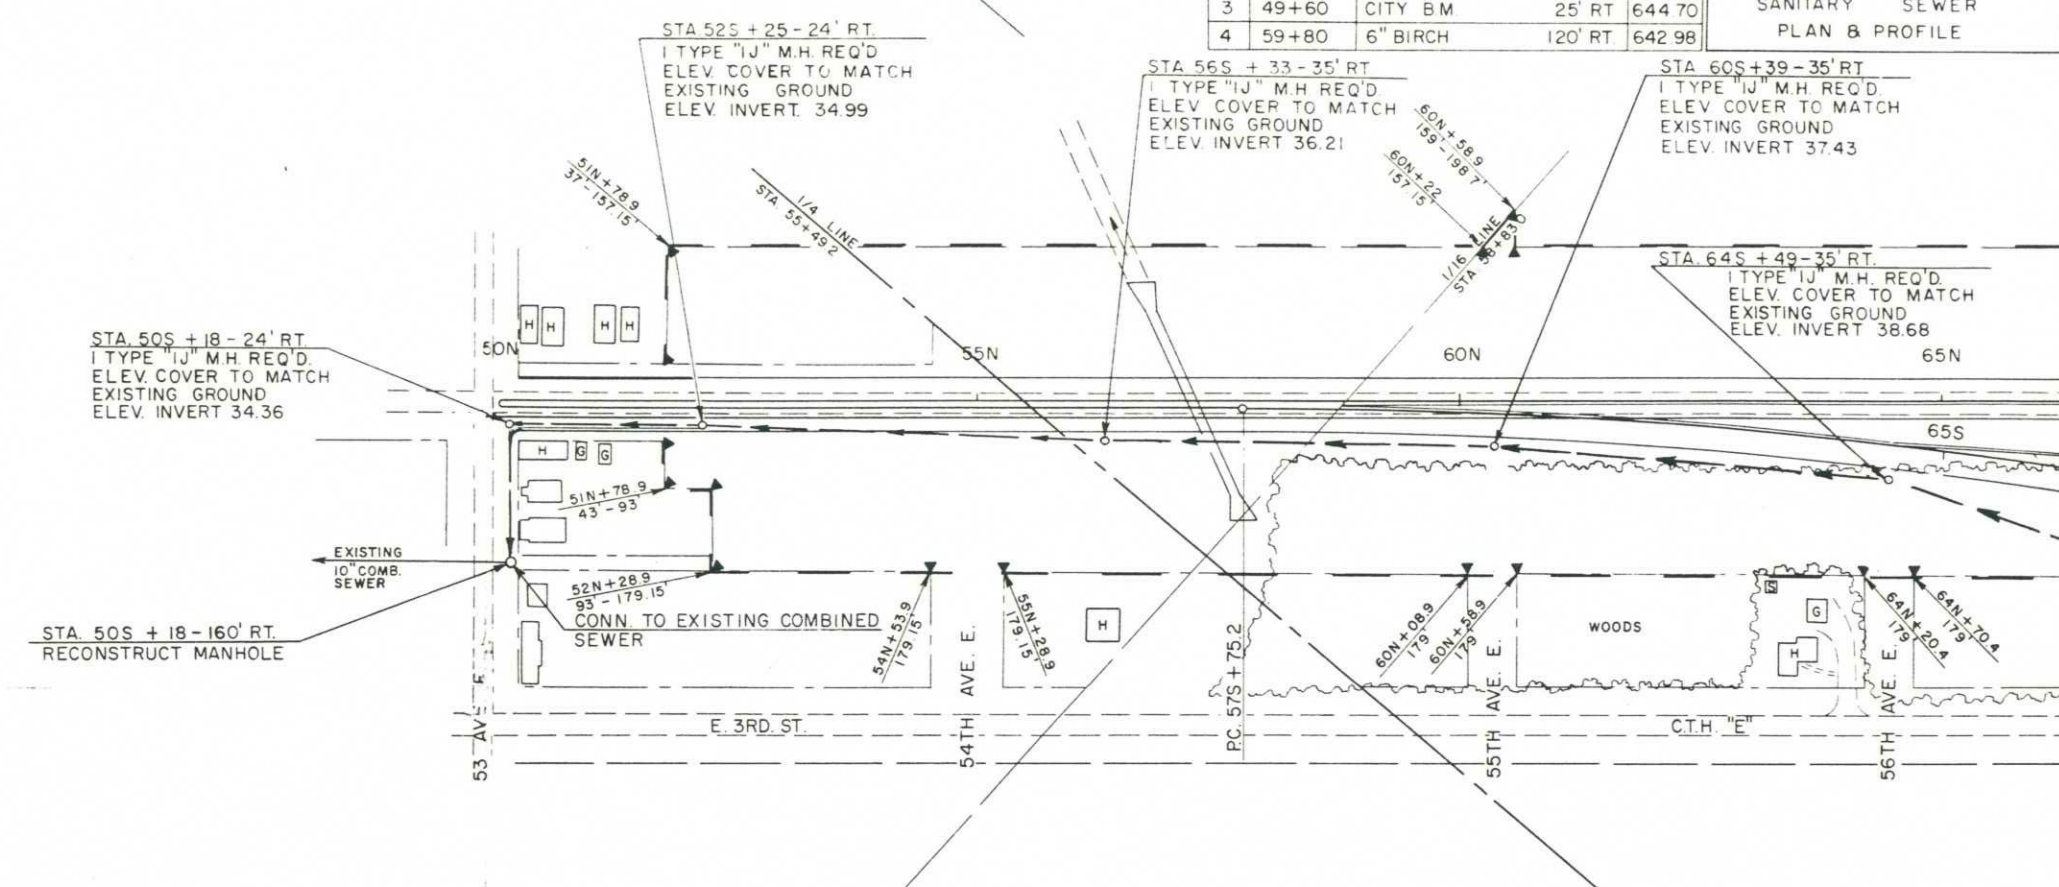 3 49+60 CITY B.M. 25' RT 644.70
4 59+80 6" BIRCH 120' RT. 642.98
SANITARY SEWER
PLAN & PROFILE
STA. 52S + 25 - 24' RT.
1 TYPE "IJ" M.H. REQ'D
ELEV. COVER TO MATCH
EXISTING GROUND
ELEV. INVERT. 34.99
STA. 56S + 33 - 35' RT
1 TYPE "IJ" M.H. REQ'D.
ELEV. COVER TO MATCH
EXISTING GROUND
ELEV. INVERT 36.21
STA. 60S + 39 - 35' RT
1 TYPE "IJ" M.H. REQ'D.
ELEV. COVER TO MATCH
EXISTING GROUND
ELEV. INVERT 37.43
STA. 64S + 49 - 35' RT.
1 TYPE "IJ" M.H. REQ'D.
ELEV. COVER TO MATCH
EXISTING GROUND
ELEV. INVERT 38.68
STA. 50S + 18 - 24' RT.
1 TYPE "IJ" M.H. REQ'D.
ELEV. COVER TO MATCH
EXISTING GROUND
ELEV. INVERT 34.36
51N+78.9
37'-157.15'
1/4 LINE
STA. 55+49.2
60N+58.9
159'-198.7'
60N+22
157.15'
1/16 LINE
STA 58+83.0
H H H H
50N
55N
60N
65N
65S
H G G
51N+78.9
43'-93'
EXISTING
10" COMB.
SEWER
52N+28.9
93'-179.15'
CONN. TO EXISTING COMBINED
SEWER
STA. 50S + 18 - 160' RT.
RECONSTRUCT MANHOLE
54N+53.9
179.15'
55N+28.9
179.15'
H
60N+08.9
179'
60N+58.9
179'
WOODS
S
G
H
64N+20.4
179'
64N+70.4
179'
53 AVE E
E. 3RD. ST.
54TH AVE. E.
P.C. 57S+75.2
55TH AVE. E.
C.T.H. "E"
56TH AVE. E.